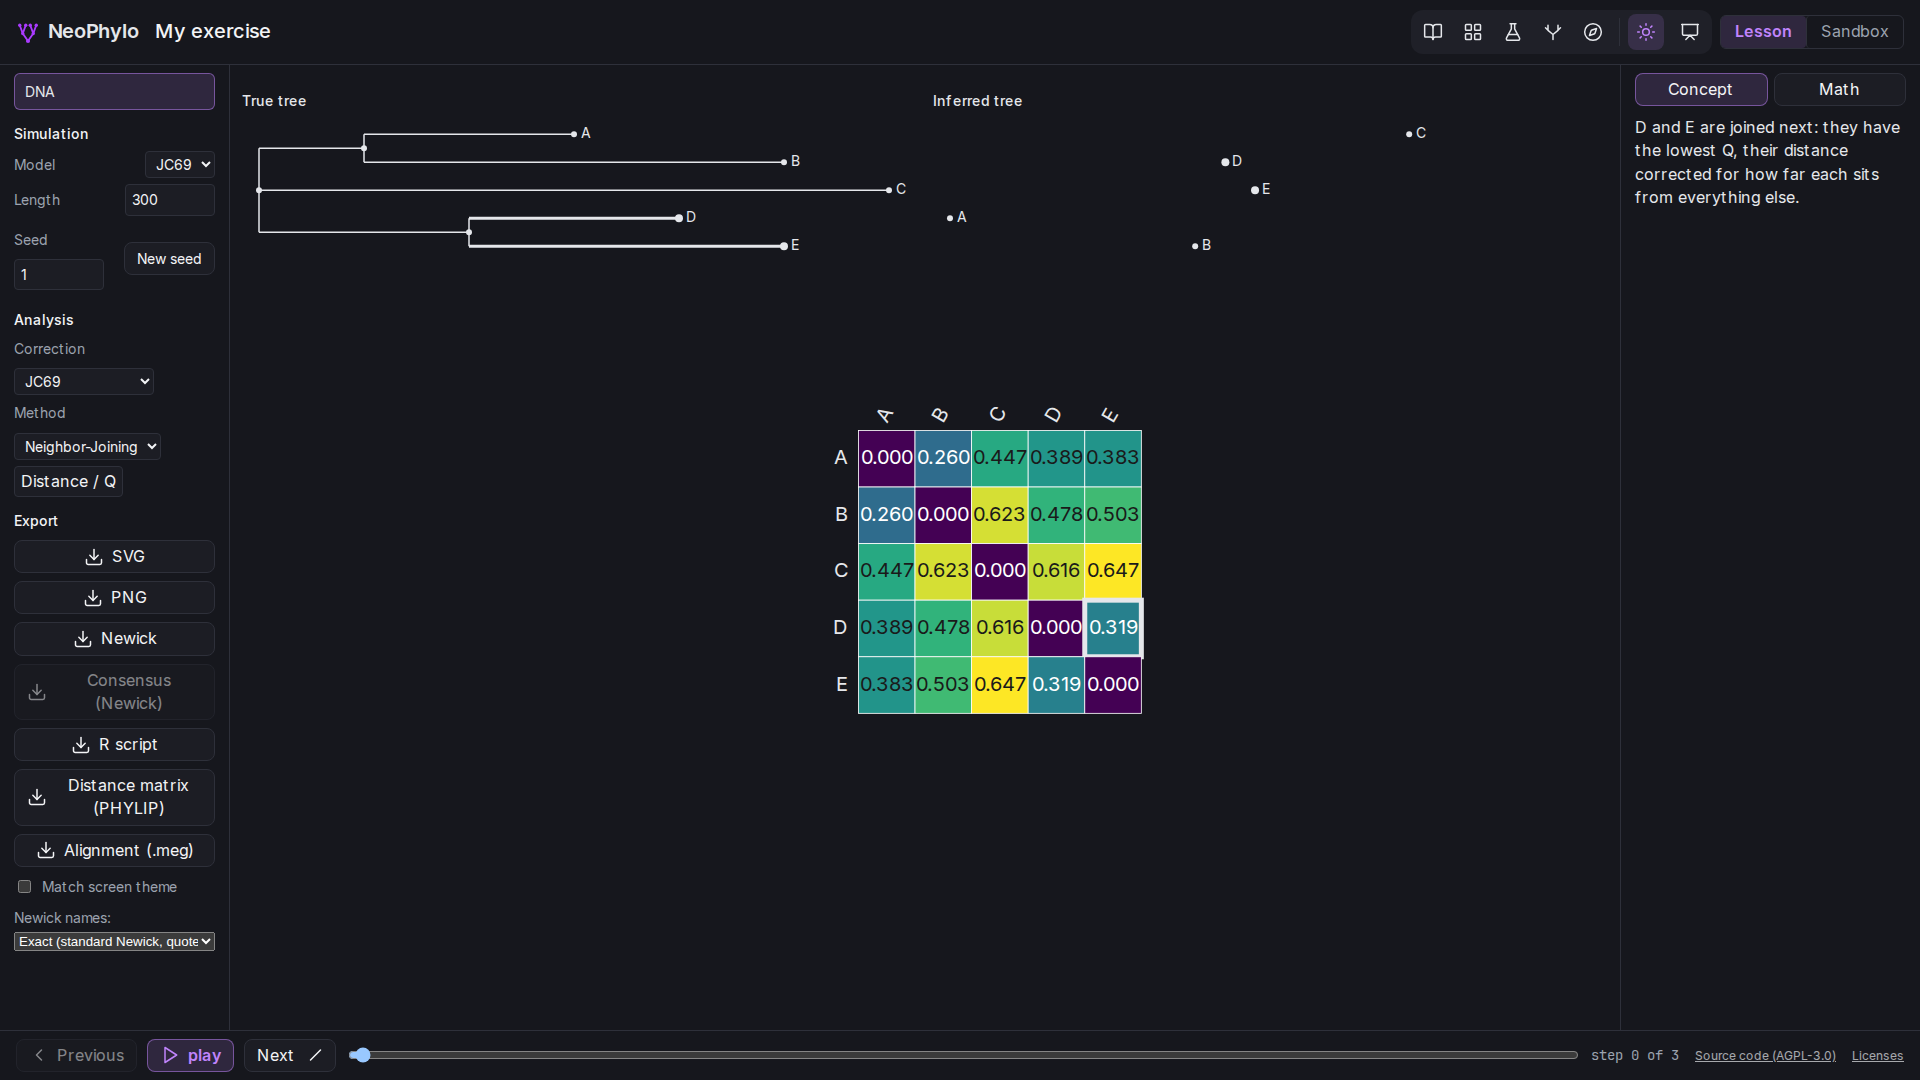 NeoPhylo My exercise
Lesson Sandbox
DNA
Simulation
Model JC69
Length 300
Seed
1
New seed
Analysis
Correction
JC69
Method
Neighbor-Joining
Distance / Q
Export
SVG
PNG
Newick
Consensus
(Newick)
R script
Distance matrix
(PHYLIP)
Alignment (.meg)
Match screen theme
Newick names:
Exact (standard Newick, quote
True tree
A
B
C
D
E
Inferred tree
C
D
E
A
B
A B C D E
A 0.000 0.260 0.447 0.389 0.383
B 0.260 0.000 0.623 0.478 0.503
C 0.447 0.623 0.000 0.616 0.647
D 0.389 0.478 0.616 0.000 0.319
E 0.383 0.503 0.647 0.319 0.000
Concept Math
D and E are joined next: they have
the lowest Q, their distance
corrected for how far each sits
from everything else.
Previous play Next step 0 of 3 Source code (AGPL-3.0) Licenses